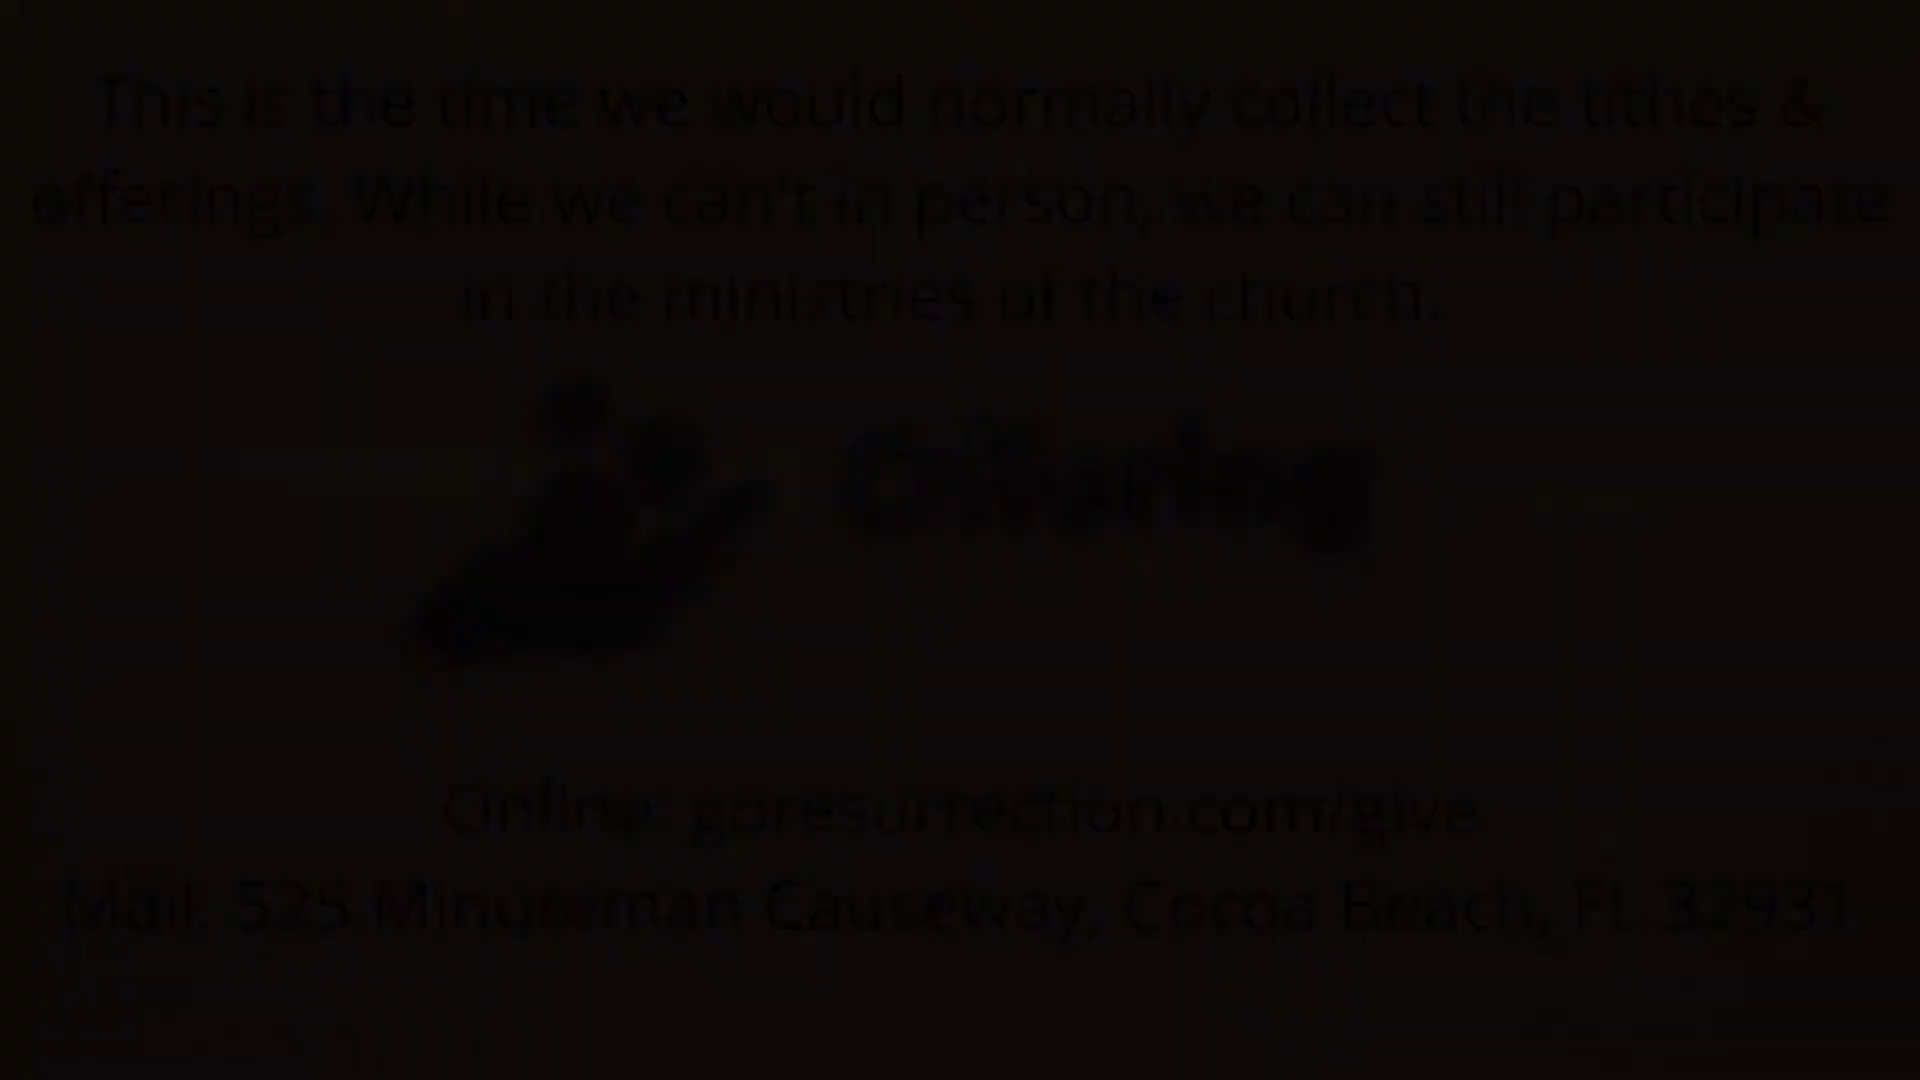 This is the time we would normally collect the tithes &
offerings. While we can't in person, we can still participate
in the ministries of the church.
Offering
Online: gpresurrection.com/give
Mail: 525 Minuteman Causeway, Cocoa Beach, FL 32931